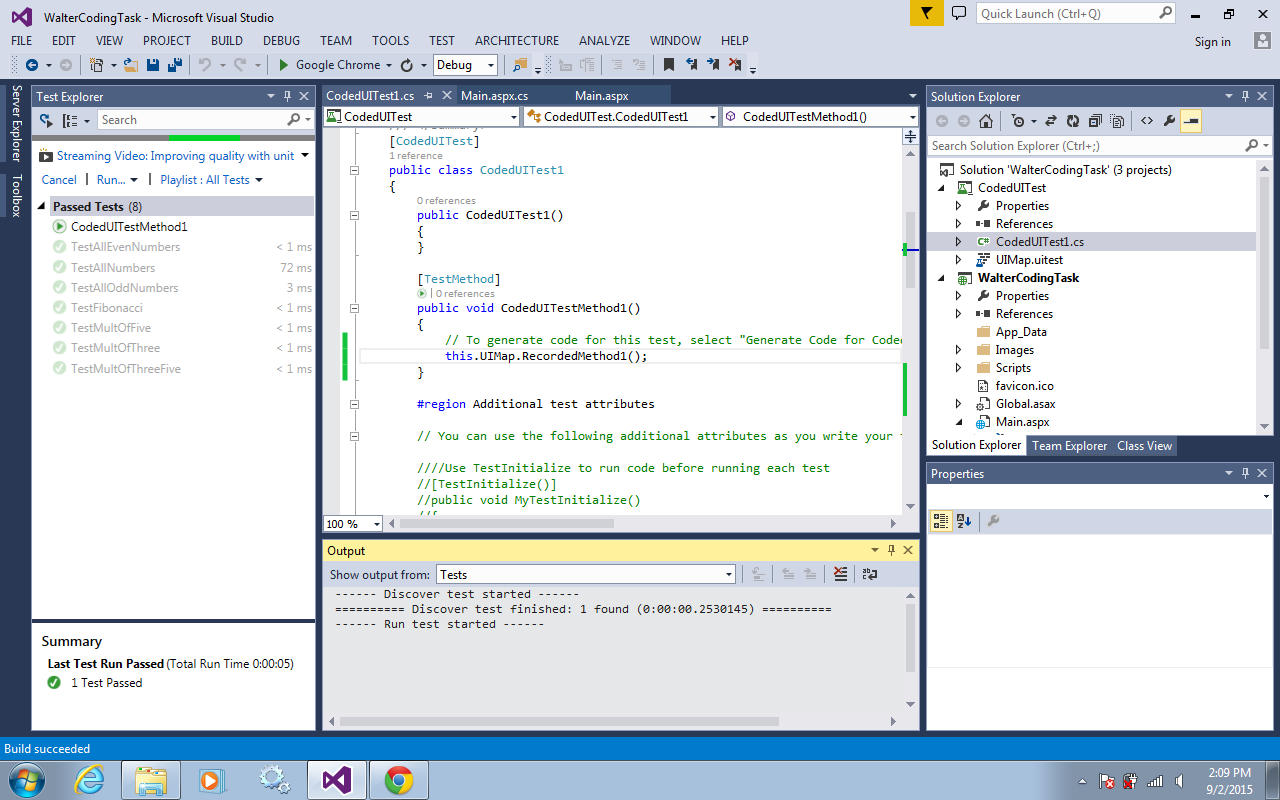 WalterCodingTask - Microsoft Visual Studio
Quick Launch (Ctrl+Q)
FILE EDIT VIEW PROJECT BUILD DEBUG TEAM TOOLS TEST ARCHITECTURE ANALYZE WINDOW HELP
Sign in
Google Chrome Debug
Server Explorer
Toolbox
Test Explorer
Search
Streaming Video: Improving quality with unit
Cancel | Run... | Playlist : All Tests
Passed Tests (8)
CodedUITestMethod1
TestAllEvenNumbers < 1 ms
TestAllNumbers 72 ms
TestAllOddNumbers 3 ms
TestFibonacci < 1 ms
TestMultOfFive < 1 ms
TestMultOfThree < 1 ms
TestMultOfThreeFive < 1 ms
Summary
Last Test Run Passed (Total Run Time 0:00:05)
1 Test Passed
CodedUITest1.cs Main.aspx.cs Main.aspx
CodedUITest CodedUITest.CodedUITest1 CodedUITestMethod1()
[CodedUITest]
1 reference
public class CodedUITest1
{
0 references
public CodedUITest1()
{
}
[TestMethod]
| 0 references
public void CodedUITestMethod1()
{
// To generate code for this test, select "Generate Code for Coded
this.UIMap.RecordedMethod1();
}
#region Additional test attributes
// You can use the following additional attributes as you write your
////Use TestInitialize to run code before running each test
//[TestInitialize()]
//public void MyTestInitialize()
//{
100 %
Output
Show output from: Tests
------ Discover test started ------
========== Discover test finished: 1 found (0:00:00.2530145) ==========
------ Run test started ------
Solution Explorer
Search Solution Explorer (Ctrl+;)
Solution 'WalterCodingTask' (3 projects)
CodedUITest
Properties
References
C# CodedUITest1.cs
UIMap.uitest
WalterCodingTask
Properties
References
App_Data
Images
Scripts
favicon.ico
Global.asax
Main.aspx
Solution Explorer Team Explorer Class View
Properties
Build succeeded
2:09 PM
9/2/2015